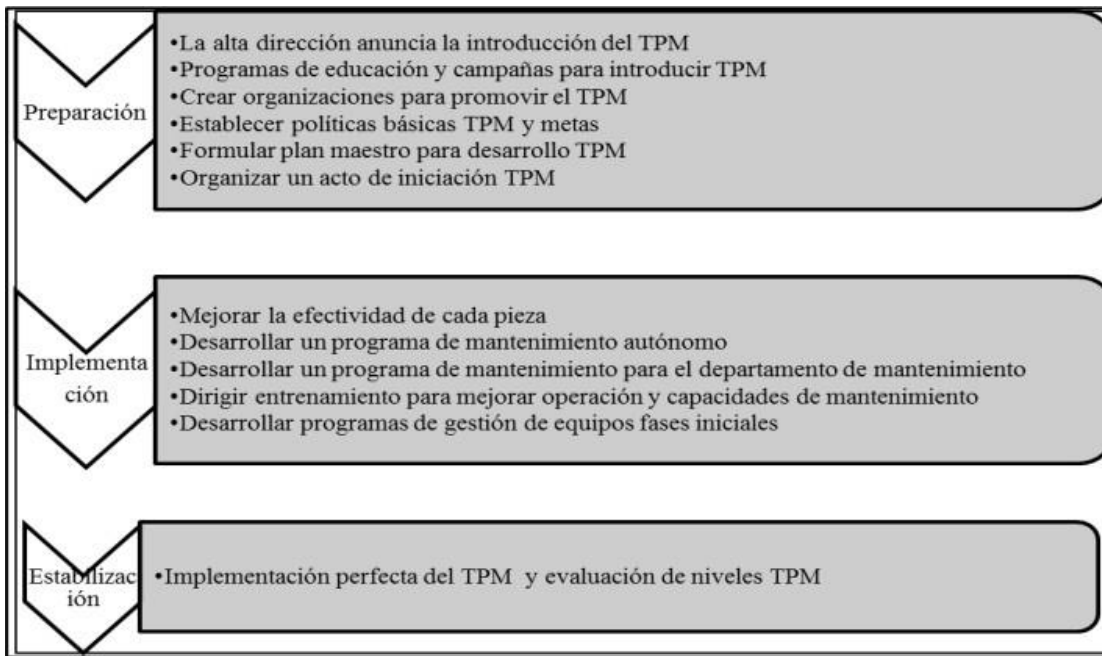 Preparación
•La alta dirección anuncia la introducción del TPM
•Programas de educación y campañas para introducir TPM
•Crear organizaciones para promovir el TPM
•Establecer políticas básicas TPM y metas
•Formular plan maestro para desarrollo TPM
•Organizar un acto de iniciación TPM
Implementa
ción
•Mejorar la efectividad de cada pieza
•Desarrollar un programa de mantenimiento autónomo
•Desarrollar un programa de mantenimiento para el departamento de mantenimiento
•Dirigir entrenamiento para mejorar operación y capacidades de mantenimiento
•Desarrollar programas de gestión de equipos fases iniciales
Estabilizac
ión
•Implementación perfecta del TPM y evaluación de niveles TPM